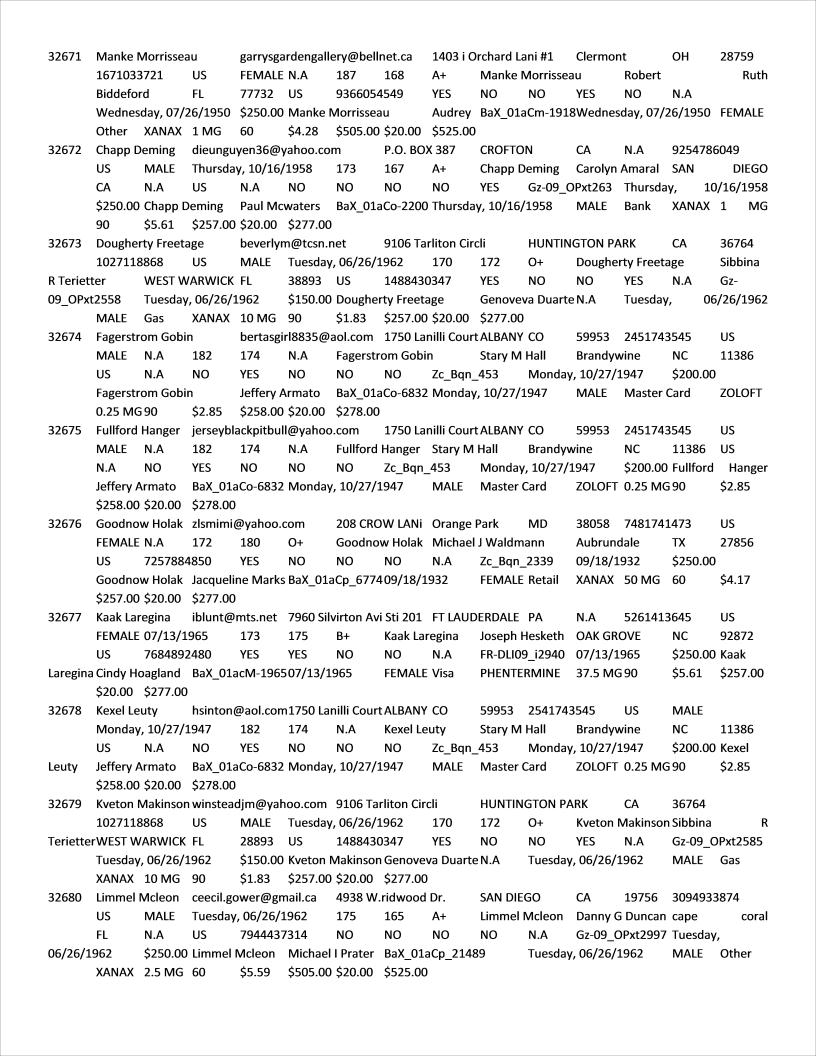 32671 Manke Morrisseau garrysgardengallery@bellnet.ca 1403 i Orchard Lani #1 Clermont OH 28759
1671033721 US FEMALE N.A 187 168 A+ Manke Morrisseau Robert Ruth
Biddeford FL 77732 US 9366054549 YES NO NO YES NO N.A
Wednesday, 07/26/1950 $250.00 Manke Morrisseau Audrey BaX_01aCm-1918Wednesday, 07/26/1950 FEMALE
Other XANAX 1 MG 60 $4.28 $505.00 $20.00 $525.00
32672 Chapp Deming dieunguyen36@yahoo.com P.O. BOX 387 CROFTON CA N.A 9254786049
US MALE Thursday, 10/16/1958 173 167 A+ Chapp Deming Carolyn Amaral SAN DIEGO
CA N.A US N.A NO NO NO NO YES Gz-09_OPxt263 Thursday, 10/16/1958
$250.00 Chapp Deming Paul Mcwaters BaX_01aCo-2200 Thursday, 10/16/1958 MALE Bank XANAX 1 MG
90 $5.61 $257.00 $20.00 $277.00
32673 Dougherty Freetage beverlym@tcsn.net 9106 Tarliton Circli HUNTINGTON PARK CA 36764
1027118868 US MALE Tuesday, 06/26/1962 170 172 O+ Dougherty Freetage Sibbina
R Terietter WEST WARWICK FL 38893 US 1488430347 YES NO NO YES N.A Gz-
09_OPxt2558 Tuesday, 06/26/1962 $150.00 Dougherty Freetage Genoveva Duarte N.A Tuesday, 06/26/1962
MALE Gas XANAX 10 MG 90 $1.83 $257.00 $20.00 $277.00
32674 Fagerstrom Gobin bertasgirl8835@aol.com 1750 Lanilli Court ALBANY CO 59953 2451743545 US
MALE N.A 182 174 N.A Fagerstrom Gobin Stary M Hall Brandywine NC 11386
US N.A NO YES NO NO NO Zc_Bqn_453 Monday, 10/27/1947 $200.00
Fagerstrom Gobin Jeffery Armato BaX_01aCo-6832 Monday, 10/27/1947 MALE Master Card ZOLOFT
0.25 MG 90 $2.85 $258.00 $20.00 $278.00
32675 Fullford Hanger jerseyblackpitbull@yahoo.com 1750 Lanilli Court ALBANY CO 59953 2451743545 US
MALE N.A 182 174 N.A Fullford Hanger Stary M Hall Brandywine NC 11386 US
N.A NO YES NO NO NO Zc_Bqn_453 Monday, 10/27/1947 $200.00 Fullford Hanger
Jeffery Armato BaX_01aCo-6832 Monday, 10/27/1947 MALE Master Card ZOLOFT 0.25 MG 90 $2.85
$258.00 $20.00 $278.00
32676 Goodnow Holak zlsmimi@yahoo.com 208 CROW LANi Orange Park MD 38058 7481741473 US
FEMALE N.A 172 180 O+ Goodnow Holak Michael J Waldmann Aubrundale TX 27856
US 7257884850 YES NO NO NO N.A Zc_Bqn_2339 09/18/1932 $250.00
Goodnow Holak Jacqueline Marks BaX_01aCp_677409/18/1932 FEMALE Retail XANAX 50 MG 60 $4.17
$257.00 $20.00 $277.00
32677 Kaak Laregina iblunt@mts.net 7960 Silvirton Avi Sti 201 FT LAUDERDALE PA N.A 5261413645 US
FEMALE 07/13/1965 173 175 B+ Kaak Laregina Joseph Hesketh OAK GROVE NC 92872
US 7684892480 YES YES NO NO N.A FR-DLI09_i2940 07/13/1965 $250.00 Kaak
Laregina Cindy Hoagland BaX_01acM-196507/13/1965 FEMALE Visa PHENTERMINE 37.5 MG 90 $5.61 $257.00
$20.00 $277.00
32678 Kexel Leuty hsinton@aol.com 1750 Lanilli Court ALBANY CO 59953 2541743545 US MALE
Monday, 10/27/1947 182 174 N.A Kexel Leuty Stary M Hall Brandywine NC 11386
US N.A NO YES NO NO NO Zc_Bqn_453 Monday, 10/27/1947 $200.00 Kexel
Leuty Jeffery Armato BaX_01aCo-6832 Monday, 10/27/1947 MALE Master Card ZOLOFT 0.25 MG 90 $2.85
$258.00 $20.00 $278.00
32679 Kveton Makinson winsteadjm@yahoo.com 9106 Tarliton Circli HUNTINGTON PARK CA 36764
1027118868 US MALE Tuesday, 06/26/1962 170 172 O+ Kveton Makinson Sibbina R
Terietter WEST WARWICK FL 28893 US 1488430347 YES NO NO YES N.A Gz-09_OPxt2585
Tuesday, 06/26/1962 $150.00 Kveton Makinson Genoveva Duarte N.A Tuesday, 06/26/1962 MALE Gas
XANAX 10 MG 90 $1.83 $257.00 $20.00 $277.00
32680 Limmel Mcleon ceecil.gower@gmail.ca 4938 W.ridwood Dr. SAN DIEGO CA 19756 3094933874
US MALE Tuesday, 06/26/1962 175 165 A+ Limmel Mcleon Danny G Duncan cape coral
FL N.A US 7944437314 NO NO NO NO N.A Gz-09_OPxt2997 Tuesday,
06/26/1962 $250.00 Limmel Mcleon Michael I Prater BaX_01aCp_21489 Tuesday, 06/26/1962 MALE Other
XANAX 2.5 MG 60 $5.59 $505.00 $20.00 $525.00